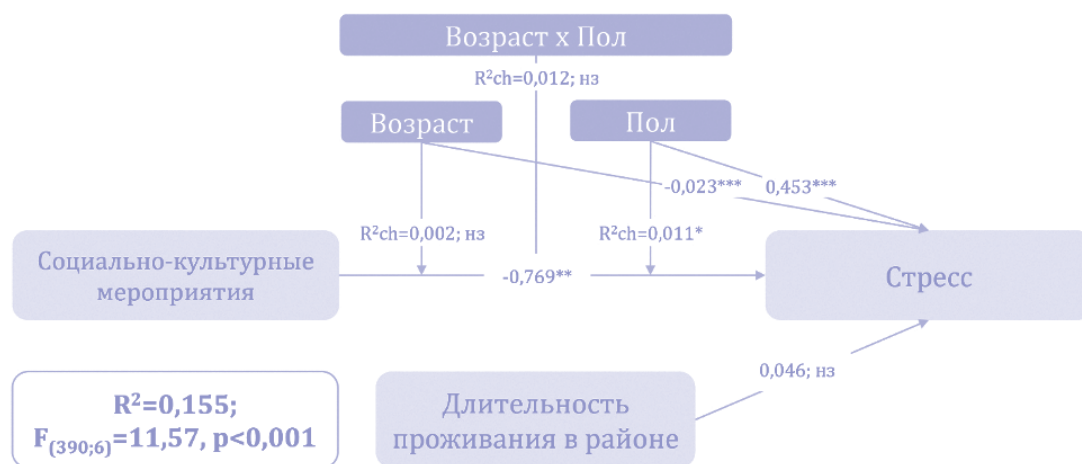 Возраст х Пол
R²ch=0,012; нз
Возраст
Пол
-0,023***
0,453***
R²ch=0,002; нз
R²ch=0,011*
Социально-культурные
мероприятия
-0,769**
Стресс
0,046; нз
R²=0,155;
F(390;6)=11,57, p<0,001
Длительность
проживания в районе